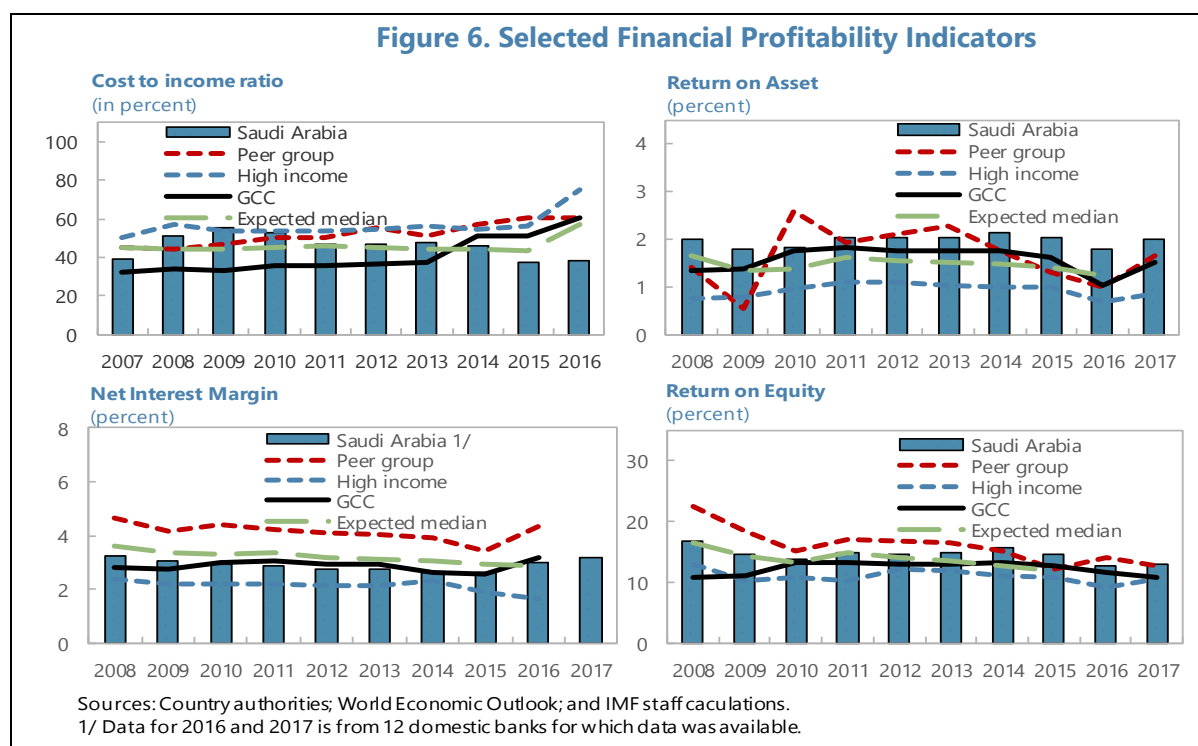 Figure 6. Selected Financial Profitability Indicators
Cost to income ratio
(in percent)
100
80
60
40
20
0
Saudi Arabia
Peer group
High income
GCC
Expected median
2007 2008 2009 2010 2011 2012 2013 2014 2015 2016
Return on Asset
(percent)
4
3
2
1
0
Saudi Arabia
Peer group
High income
GCC
Expected median
2008 2009 2010 2011 2012 2013 2014 2015 2016 2017
Net Interest Margin
(percent)
8
6
4
2
0
Saudi Arabia 1/
Peer group
High income
GCC
Expected median
2008 2009 2010 2011 2012 2013 2014 2015 2016 2017
Return on Equity
(percent)
30
20
10
0
Saudi Arabia
Peer group
High income
GCC
Expected median
2008 2009 2010 2011 2012 2013 2014 2015 2016 2017
Sources: Country authorities; World Economic Outlook; and IMF staff caculations.
1/ Data for 2016 and 2017 is from 12 domestic banks for which data was available.